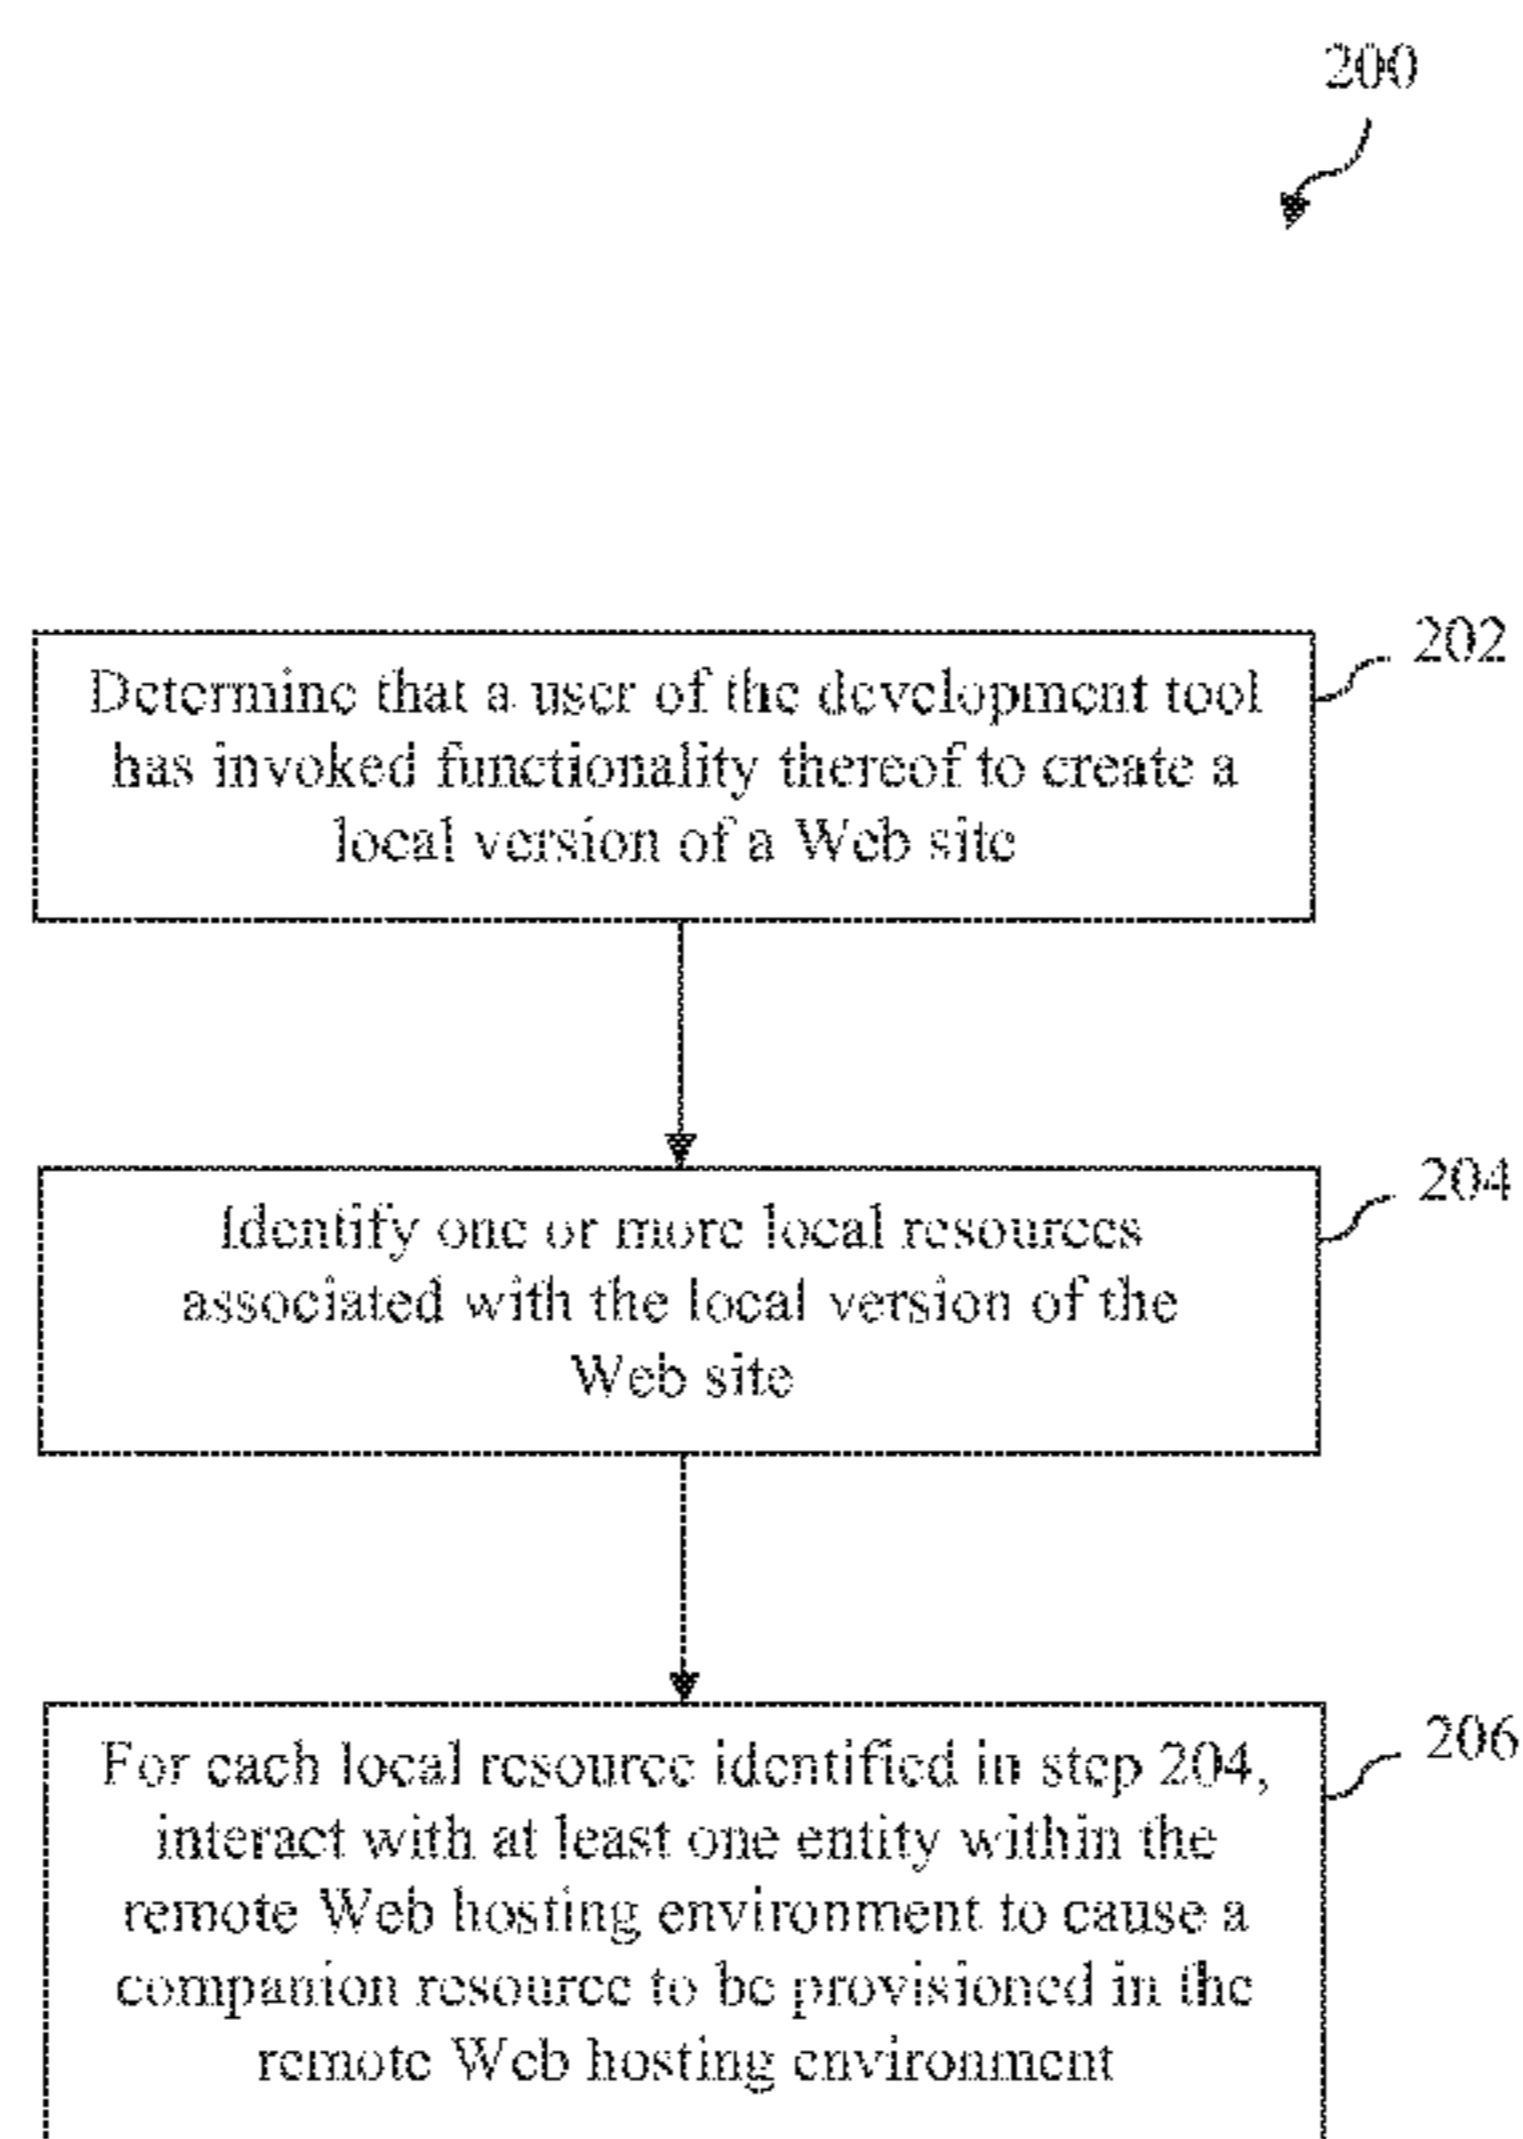 200
202
Determine that a user of the development tool
has invoked functionality thereof to create a
local version of a Web site
204
Identify one or more local resources
associated with the local version of the
Web site
206
For each local resource identified in step 204,
interact with at least one entity within the
remote Web hosting environment to cause a
companion resource to be provisioned in the
remote Web hosting environment